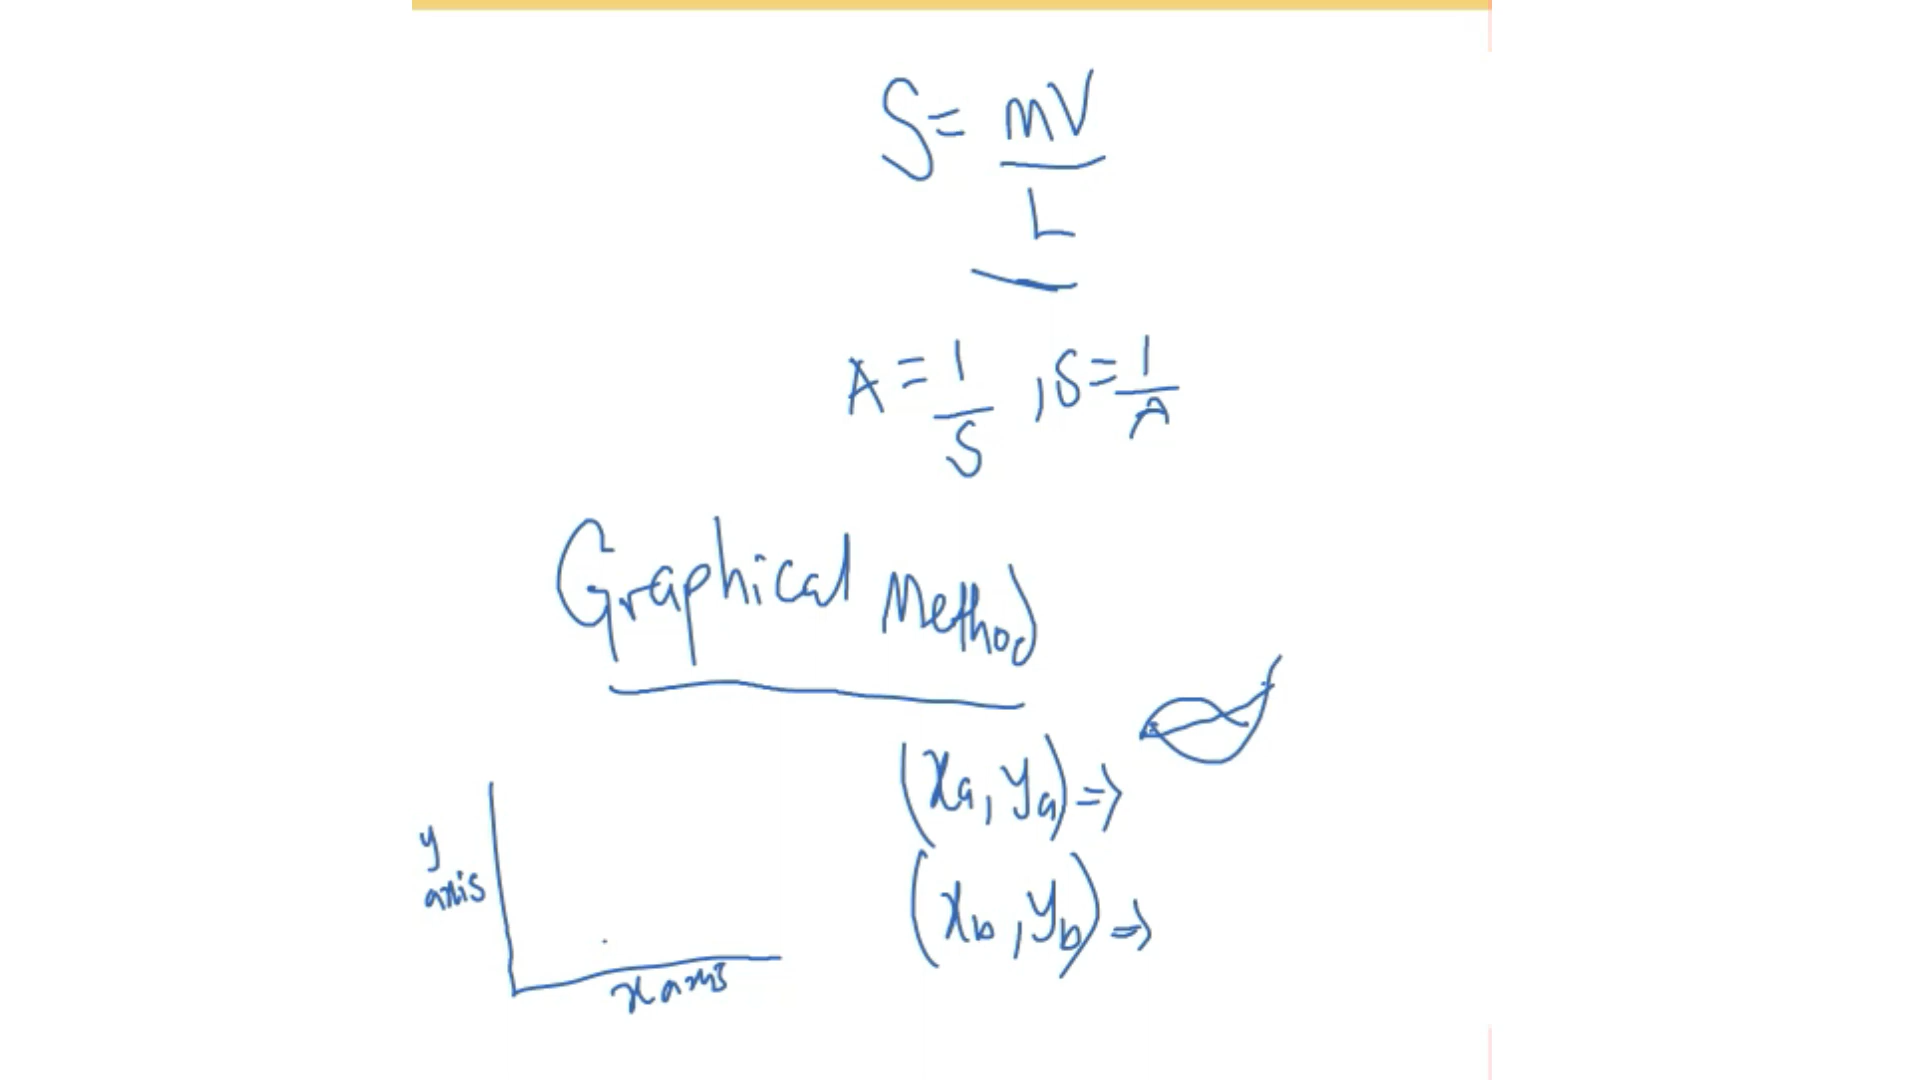 S = mV / L
A = 1 / S , S = 1 / A
Graphical Method
(xa, ya) =>
(xb, yb) =>
y
axis
x axis